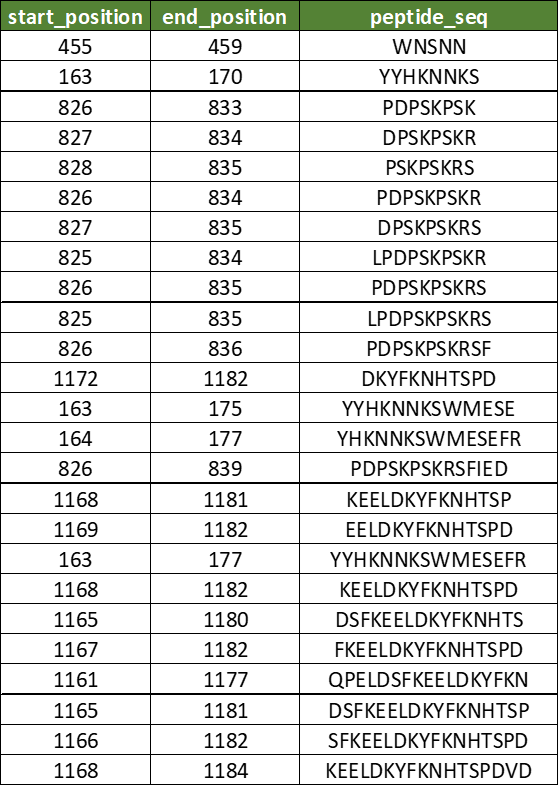 start_position end_position peptide_seq
455 459 WNSNN
163 170 YYHKNNKS
826 833 PDPSKPSK
827 834 DPSKPSKR
828 835 PSKPSKRS
826 834 PDPSKPSKR
827 835 DPSKPSKRS
825 834 LPDPSKPSKR
826 835 PDPSKPSKRS
825 835 LPDPSKPSKRS
826 836 PDPSKPSKRSF
1172 1182 DKYFKNHTSPD
163 175 YYHKNNKSWMESE
164 177 YHKNNKSWMESEFR
826 839 PDPSKPSKRSFIED
1168 1181 KEELDKYFKNHTSP
1169 1182 EELDKYFKNHTSPD
163 177 YYHKNNKSWMESEFR
1168 1182 KEELDKYFKNHTSPD
1165 1180 DSFKEELDKYFKNHTS
1167 1182 FKEELDKYFKNHTSPD
1161 1177 QPELDSFKEELDKYFKN
1165 1181 DSFKEELDKYFKNHTSP
1166 1182 SFKEELDKYFKNHTSPD
1168 1184 KEELDKYFKNHTSPDVD